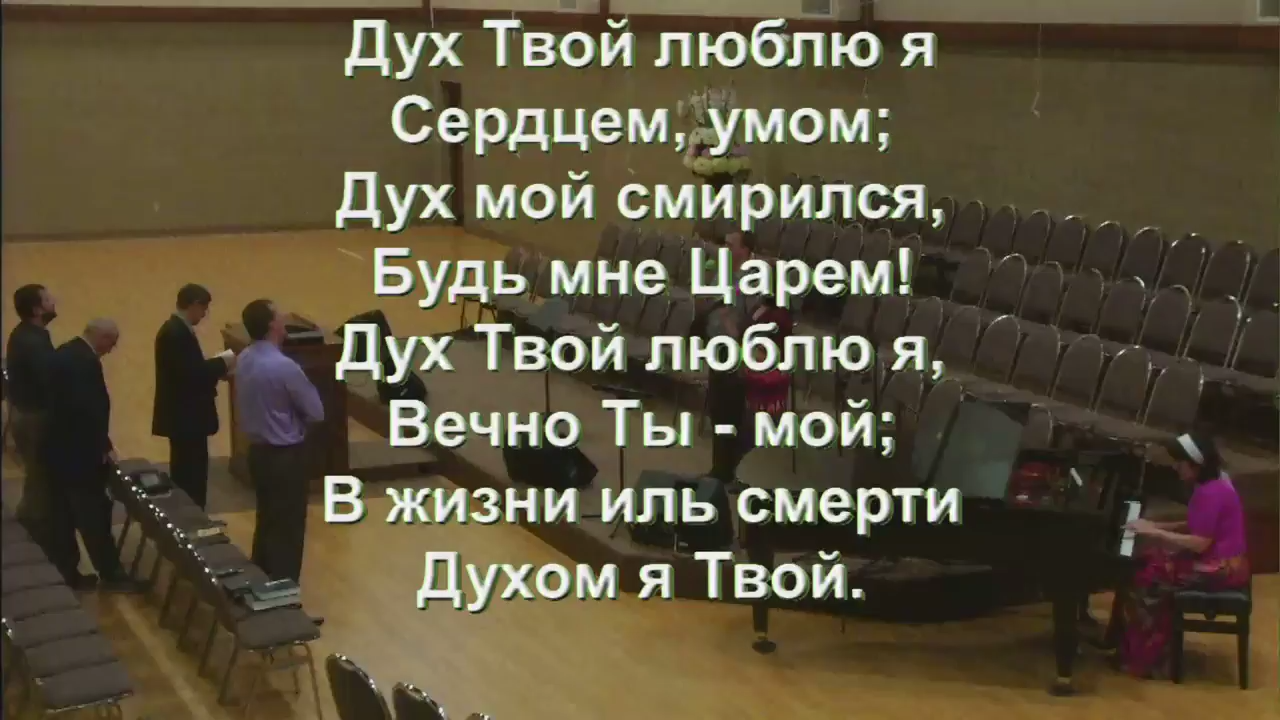 Дух Твой люблю я
Сердцем, умом;
Дух мой смирился,
Будь мне Царем!
Дух Твой люблю я,
Вечно Ты - мой;
В жизни иль смерти
Духом я Твой.